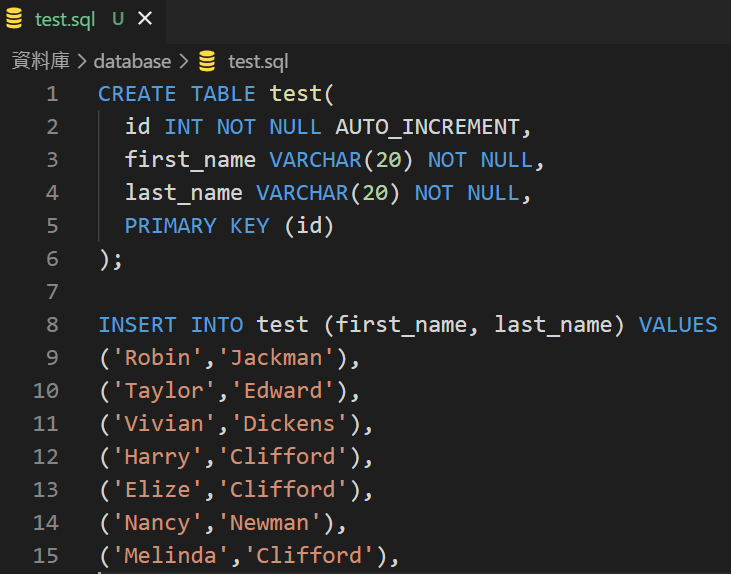 test.sql U ×
資料庫 > database > test.sql
1 CREATE TABLE test(
2   id INT NOT NULL AUTO_INCREMENT,
3   first_name VARCHAR(20) NOT NULL,
4   last_name VARCHAR(20) NOT NULL,
5   PRIMARY KEY (id)
6 );
7
8 INSERT INTO test (first_name, last_name) VALUES
9 ('Robin','Jackman'),
10 ('Taylor','Edward'),
11 ('Vivian','Dickens'),
12 ('Harry','Clifford'),
13 ('Elize','Clifford'),
14 ('Nancy','Newman'),
15 ('Melinda','Clifford'),